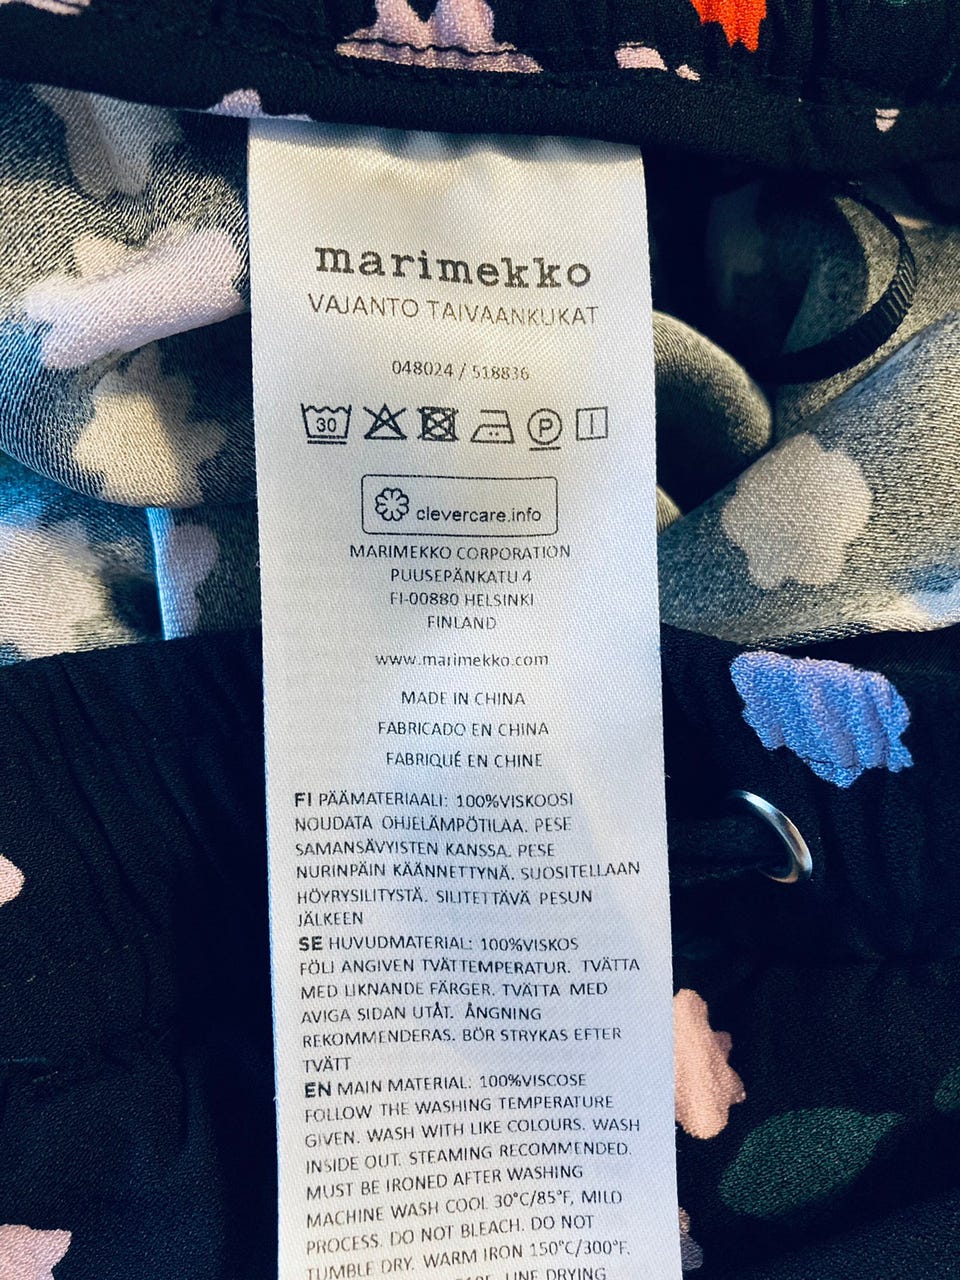 marimekko
VAJANTO TAIVAANKUKAT
048024 / 518836
30 P
clevercare.info
MARIMEKKO CORPORATION
PUUSEPÄNKATU 4
FI-00880 HELSINKI
FINLAND
www.marimekko.com
MADE IN CHINA
FABRICADO EN CHINA
FABRIQUÉ EN CHINE
FI PÄÄMATERIAALI: 100%VISKOOSI
NOUDATA OHJELÄMPÖTILAA. PESE
SAMANSÄVYISTEN KANSSA. PESE
NURINPÄIN KÄÄNNETTYNÄ. SUOSITELLAAN
HÖYRYSILITYSTÄ. SILITETTÄVÄ PESUN
JÄLKEEN
SE HUVUDMATERIAL: 100%VISKOS
FÖLJ ANGIVEN TVÄTTEMPERATUR. TVÄTTA
MED LIKNANDE FÄRGER. TVÄTTA MED
AVIGA SIDAN UTÅT. ÅNGNING
REKOMMENDERAS. BÖR STRYKAS EFTER
TVÄTT
EN MAIN MATERIAL: 100%VISCOSE
FOLLOW THE WASHING TEMPERATURE
GIVEN. WASH WITH LIKE COLOURS. WASH
INSIDE OUT. STEAMING RECOMMENDED.
MUST BE IRONED AFTER WASHING
MACHINE WASH COOL 30°C/85°F, MILD
PROCESS. DO NOT BLEACH. DO NOT
TUMBLE DRY. WARM IRON 150°C/300°F.
LINE DRYING